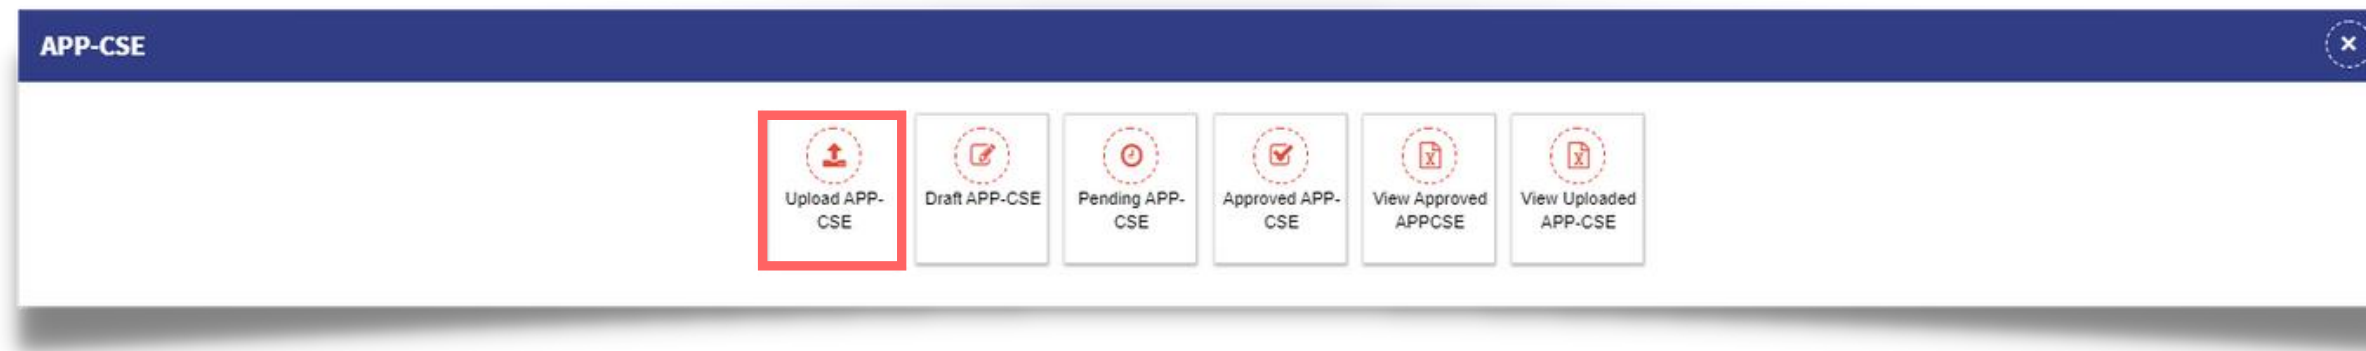 APP-CSE
Upload APP-
CSE
Draft APP-CSE
Pending APP-
CSE
Approved APP-
CSE
View Approved
APPCSE
View Uploaded
APP-CSE